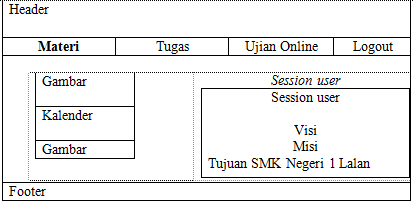 Header
Materi Tugas Ujian Online Logout
Gambar
Kalender
Gambar
Session user
Session user
Visi
Misi
Tujuan SMK Negeri 1 Lalan
Footer